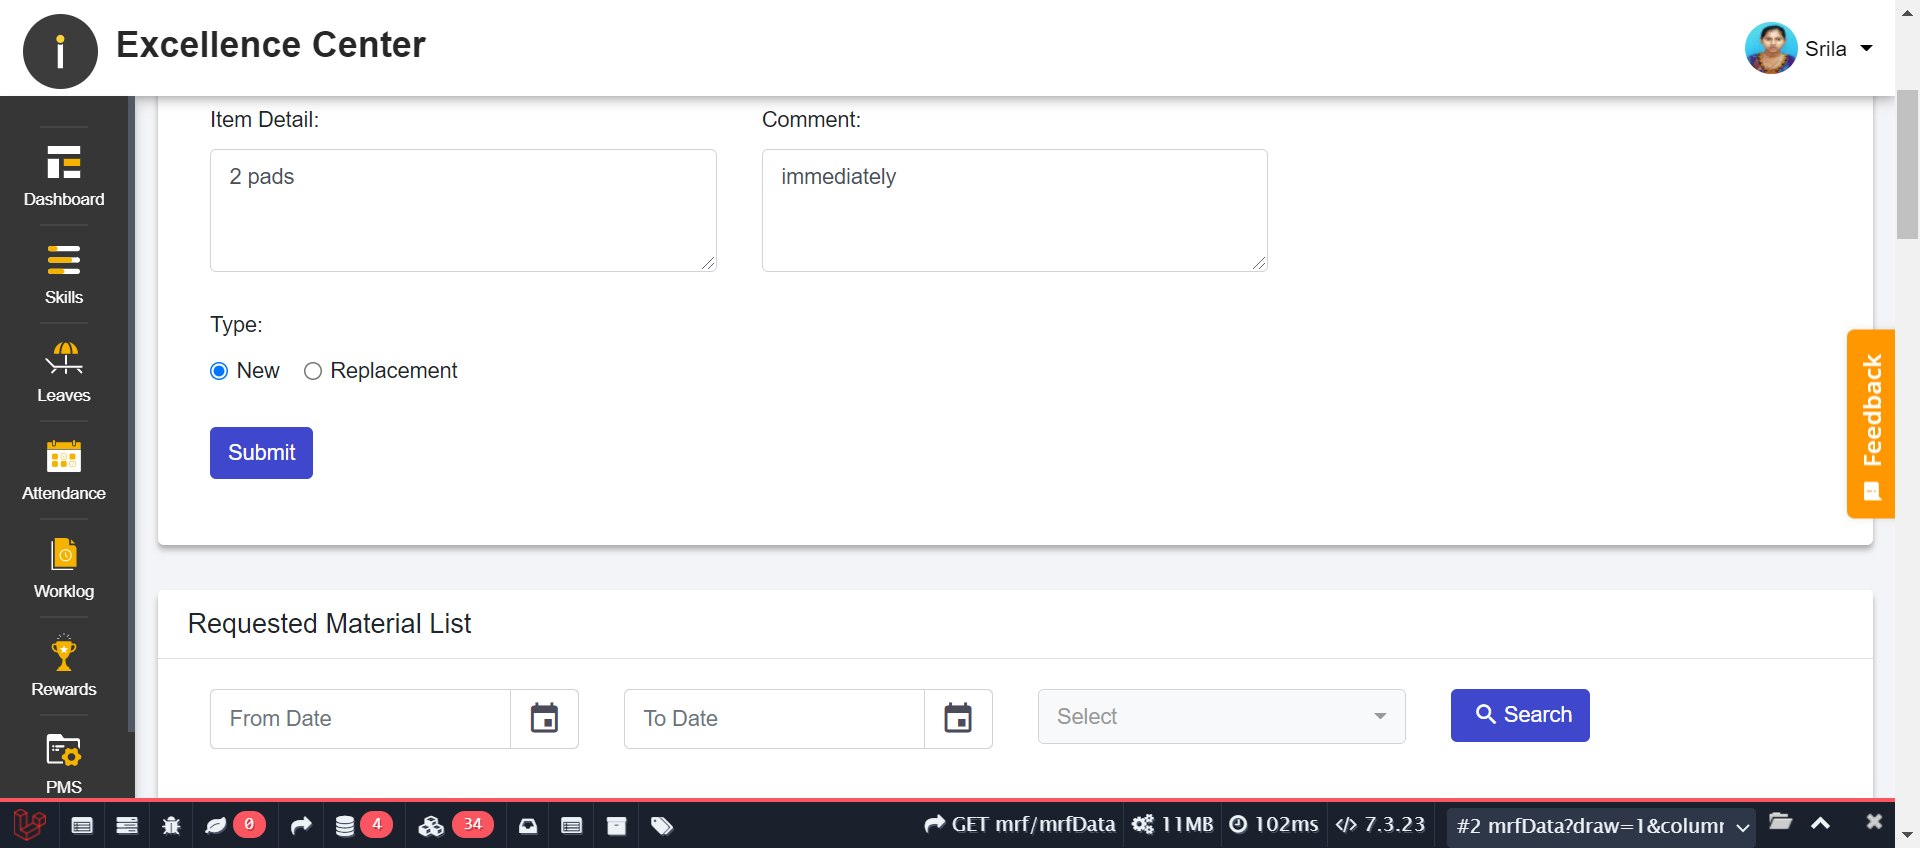 i
Excellence Center
Srila
Dashboard
Skills
Leaves
Attendance
Worklog
Rewards
PMS
Item Detail:
Comment:
2 pads
immediately
Type:
New
Replacement
Submit
Feedback
Requested Material List
From Date
To Date
Select
Search
0
4
34
GET mrf/mrfData
11MB
102ms
7.3.23
#2 mrfData?draw=1&column